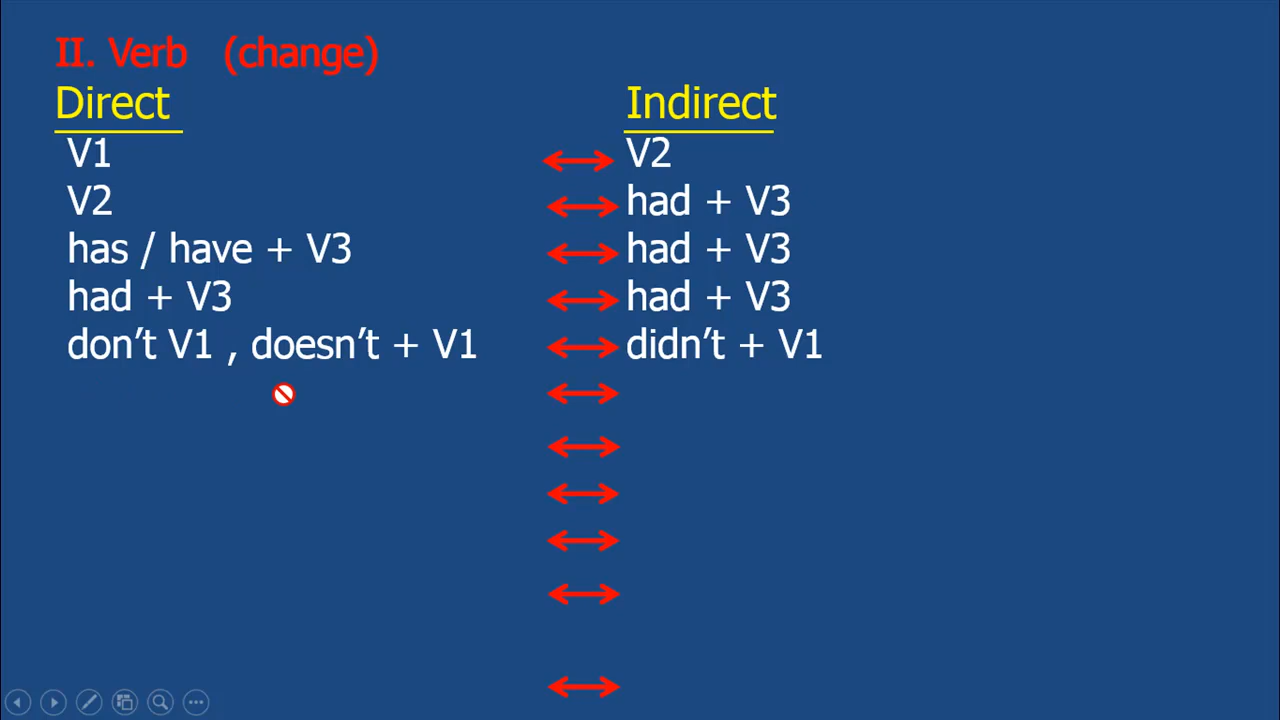 II. Verb (change)
Direct Indirect
V1 V2
V2 had + V3
has / have + V3 had + V3
had + V3 had + V3
don’t V1 , doesn’t + V1 didn’t + V1